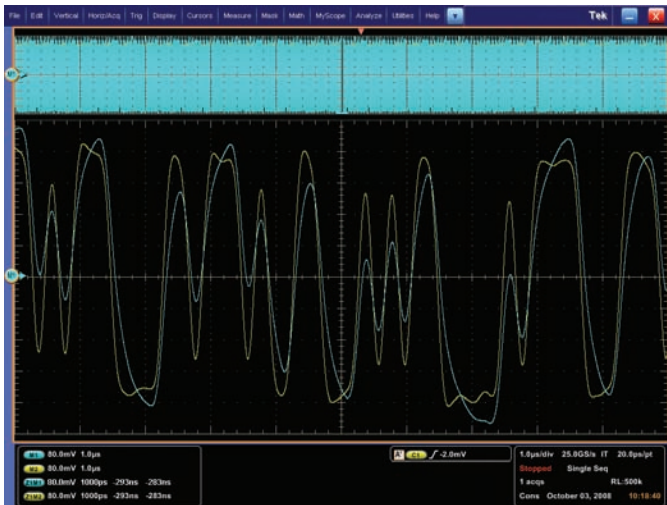 File Edit Vertical Horiz/Acq Trig Display Cursors Measure Mask Math MyScope Analyze Utilities Help Tek
M1
M1
M1 80.0mV 1.0µs
M2 80.0mV 1.0µs
Z1M1 80.0mV 1000ps -293ns -283ns
Z1M2 80.0mV 1000ps -293ns -283ns
A' C1 -2.0mV
1.0µs/div 25.0GS/s IT 20.0ps/pt
Stopped Single Seq
1 acqs RL:500k
Cons October 03, 2008 10:18:40